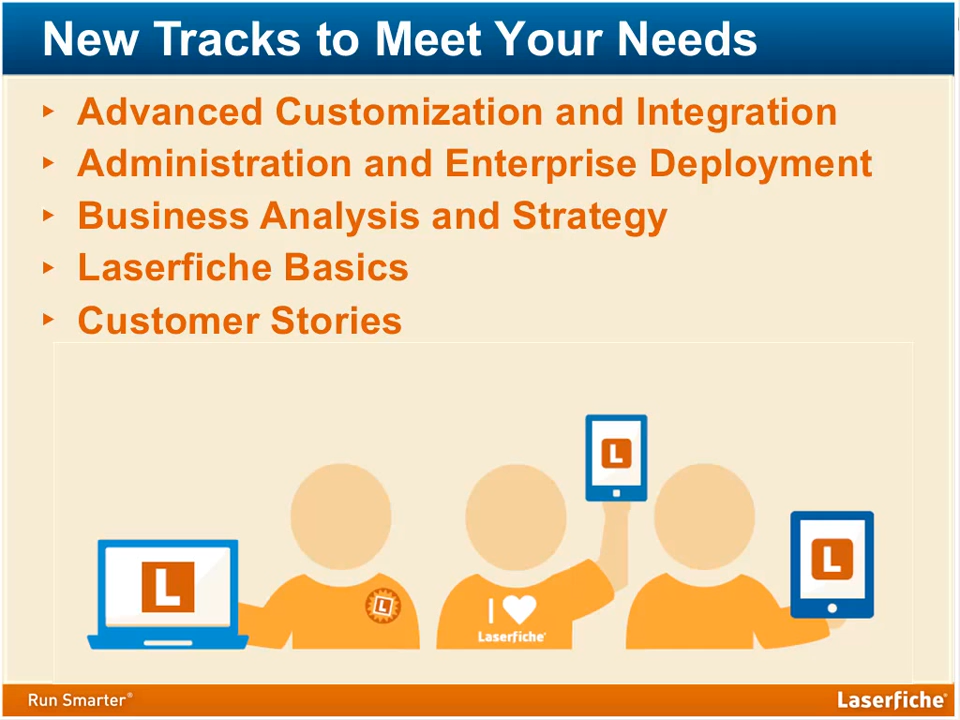 New Tracks to Meet Your Needs
‣ Advanced Customization and Integration
‣ Administration and Enterprise Deployment
‣ Business Analysis and Strategy
‣ Laserfiche Basics
‣ Customer Stories
L
L
L
L
I ♥
Laserfiche®
Run Smarter®
Laserfiche®